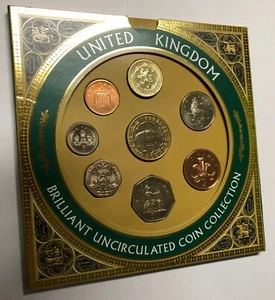 UNITED KINGDOM
BRILLIANT UNCIRCULATED COIN COLLECTION